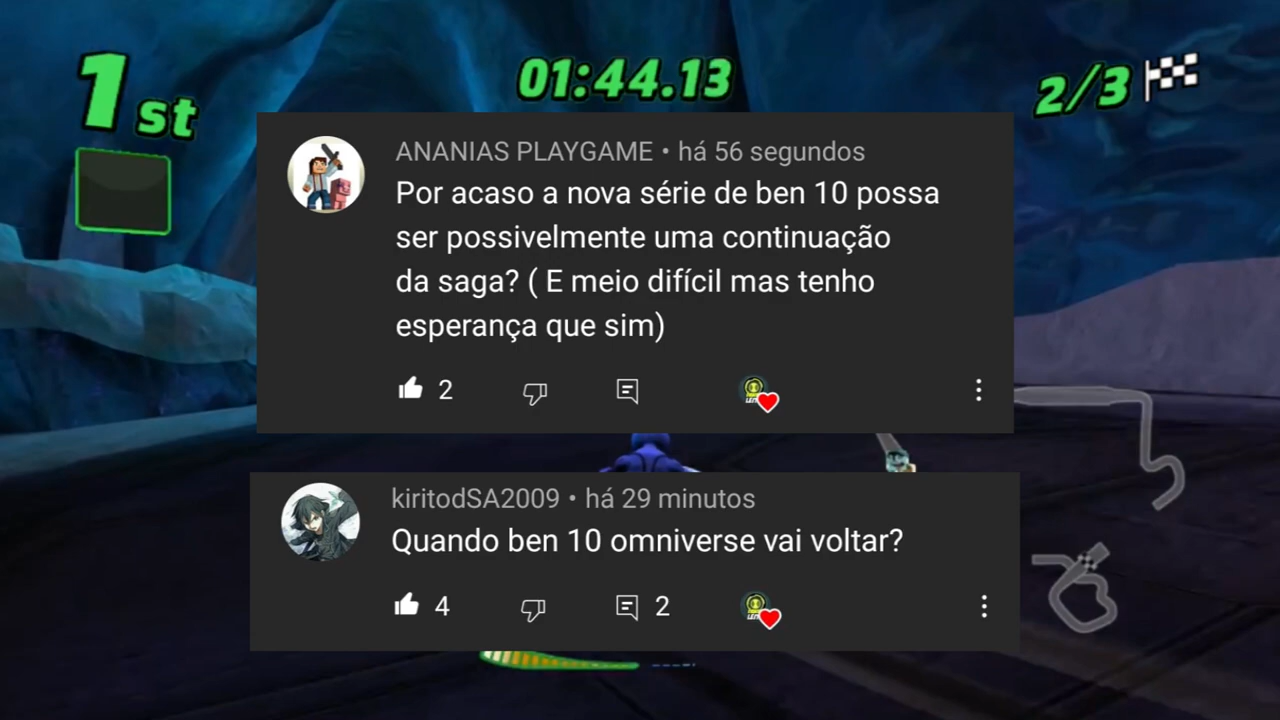 1st
01:44.13
2/3
ANANIAS PLAYGAME • há 56 segundos
Por acaso a nova série de ben 10 possa
ser possivelmente uma continuação
da saga? ( E meio difícil mas tenho
esperança que sim)
2
kiritodSA2009 • há 29 minutos
Quando ben 10 omniverse vai voltar?
4
2